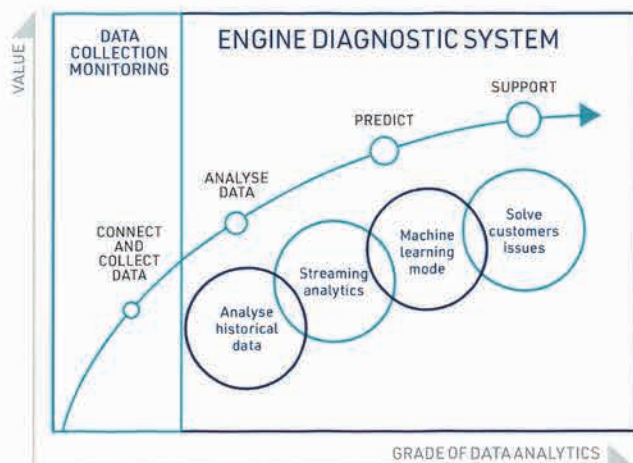 VALUE
DATA
COLLECTION
MONITORING
ENGINE DIAGNOSTIC SYSTEM
SUPPORT
PREDICT
ANALYSE
DATA
CONNECT
AND
COLLECT
DATA
Solve
customers
issues
Machine
learning
mode
Streaming
analytics
Analyse
historical
data
GRADE OF DATA ANALYTICS